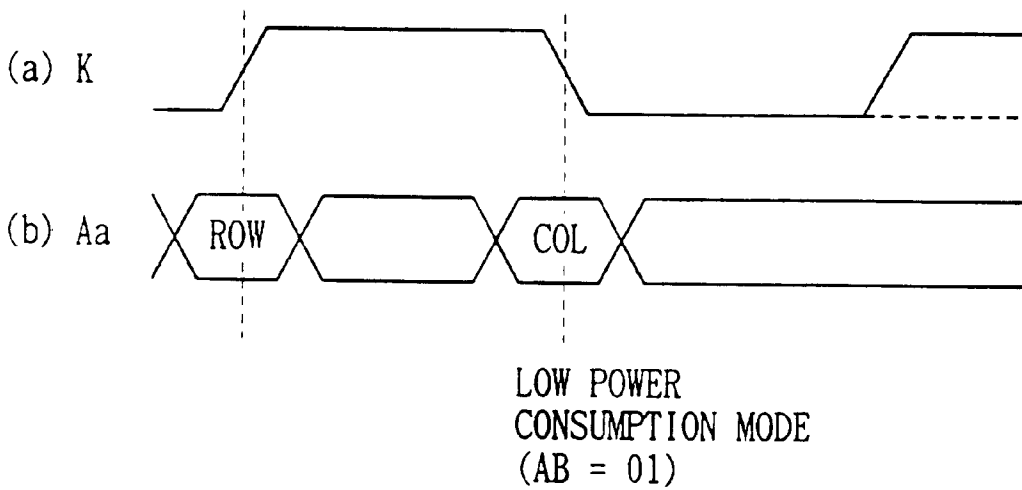 (a) K
(b) Aa
ROW
COL
LOW POWER
CONSUMPTION MODE
(AB = 01)